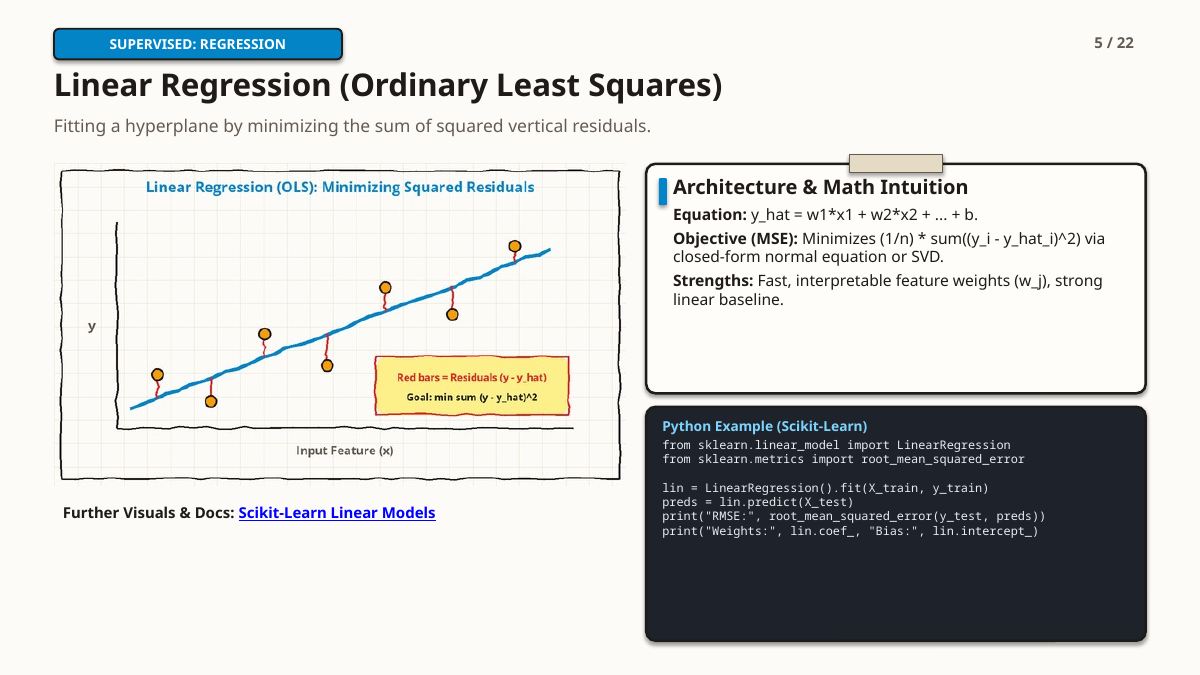 SUPERVISED: REGRESSION
5 / 22
Linear Regression (Ordinary Least Squares)
Fitting a hyperplane by minimizing the sum of squared vertical residuals.
Linear Regression (OLS): Minimizing Squared Residuals
y
Red bars = Residuals (y - y_hat)
Goal: min sum (y - y_hat)^2
Input Feature (x)
Further Visuals & Docs: Scikit-Learn Linear Models
Architecture & Math Intuition
Equation: y_hat = w1*x1 + w2*x2 + ... + b.
Objective (MSE): Minimizes (1/n) * sum((y_i - y_hat_i)^2) via
closed-form normal equation or SVD.
Strengths: Fast, interpretable feature weights (w_j), strong
linear baseline.
Python Example (Scikit-Learn)
from sklearn.linear_model import LinearRegression
from sklearn.metrics import root_mean_squared_error
lin = LinearRegression().fit(X_train, y_train)
preds = lin.predict(X_test)
print("RMSE:", root_mean_squared_error(y_test, preds))
print("Weights:", lin.coef_, "Bias:", lin.intercept_)